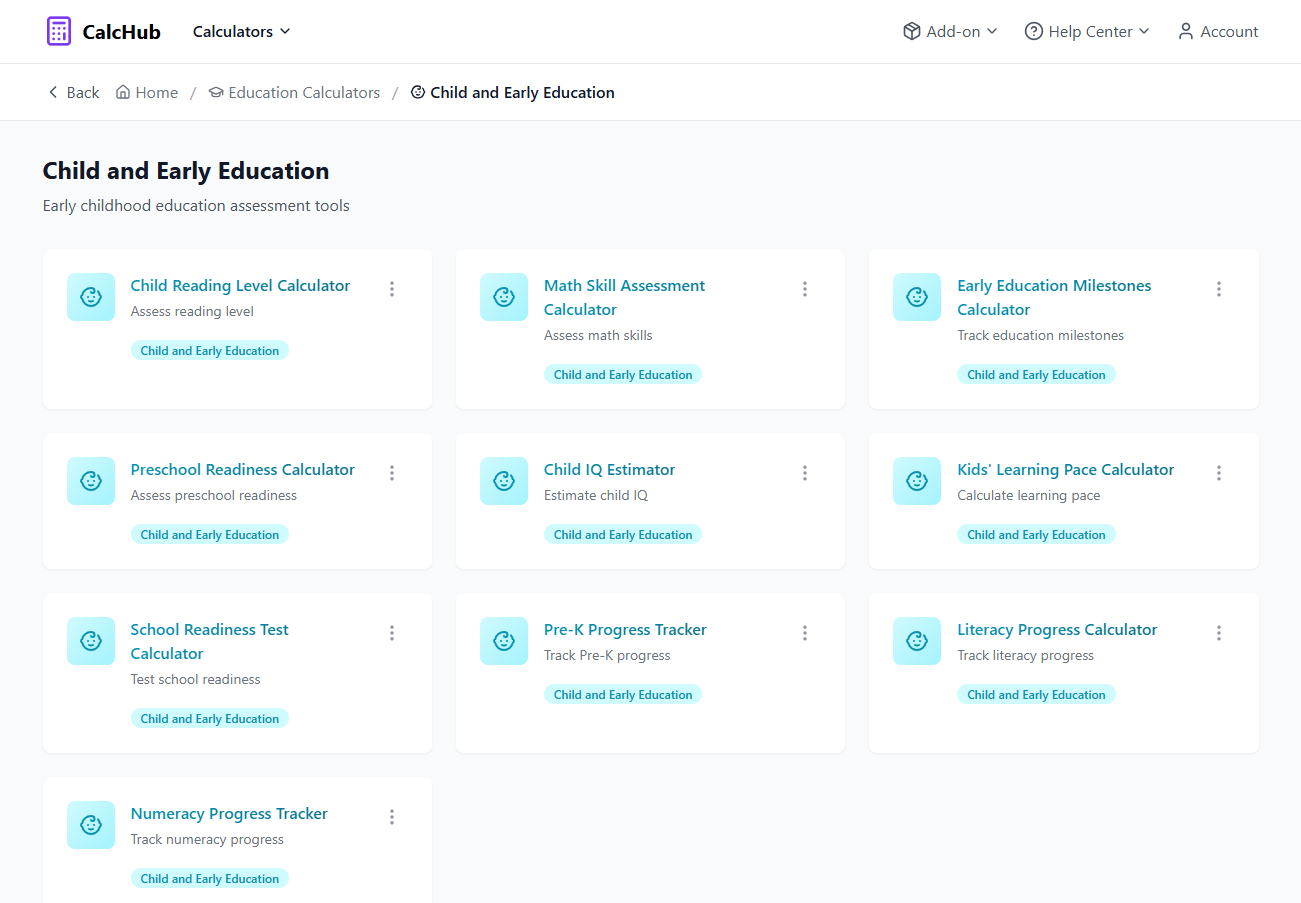 CalcHub
Calculators
Add-on
Help Center
Account
Back
Home / Education Calculators / Child and Early Education
Child and Early Education
Early childhood education assessment tools
Child Reading Level Calculator
Assess reading level
Child and Early Education
Math Skill Assessment
Calculator
Assess math skills
Child and Early Education
Early Education Milestones
Calculator
Track education milestones
Child and Early Education
Preschool Readiness Calculator
Assess preschool readiness
Child and Early Education
Child IQ Estimator
Estimate child IQ
Child and Early Education
Kids' Learning Pace Calculator
Calculate learning pace
Child and Early Education
School Readiness Test
Calculator
Test school readiness
Child and Early Education
Pre-K Progress Tracker
Track Pre-K progress
Child and Early Education
Literacy Progress Calculator
Track literacy progress
Child and Early Education
Numeracy Progress Tracker
Track numeracy progress
Child and Early Education